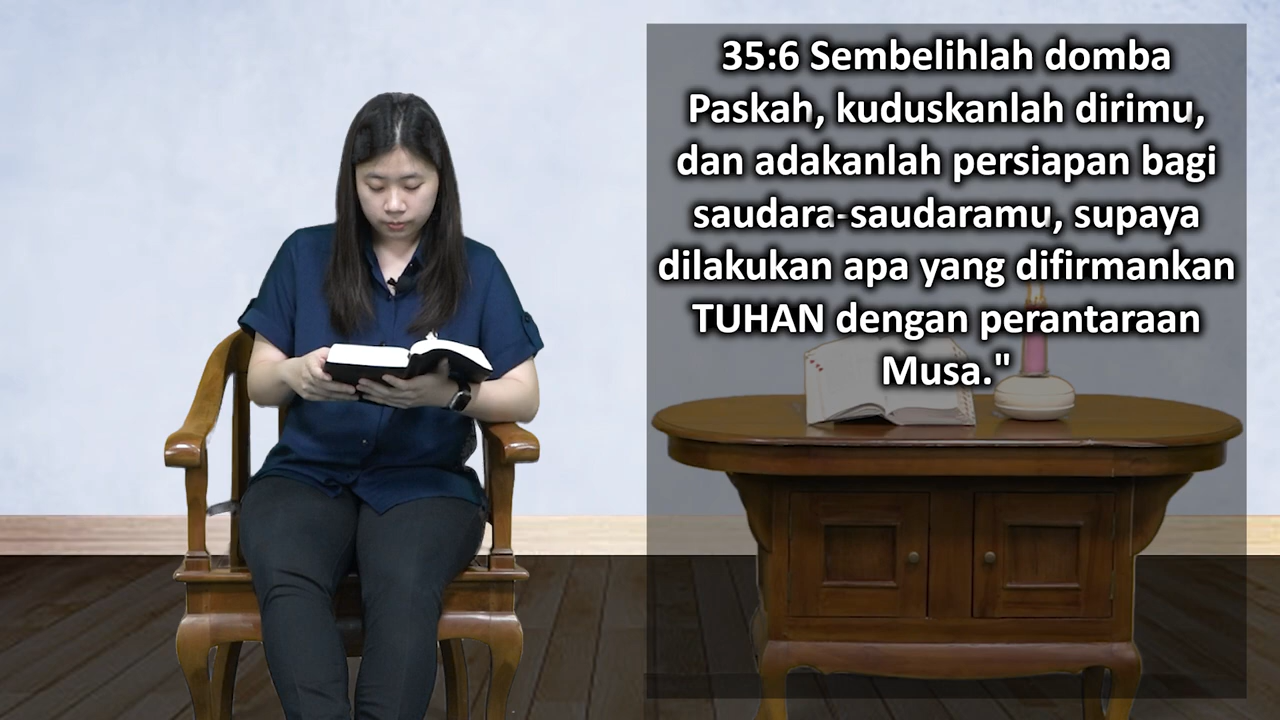 35:6 Sembelihlah domba
Paskah, kuduskanlah dirimu,
dan adakanlah persiapan bagi
saudara-saudaramu, supaya
dilakukan apa yang difirmankan
TUHAN dengan perantaraan
Musa."